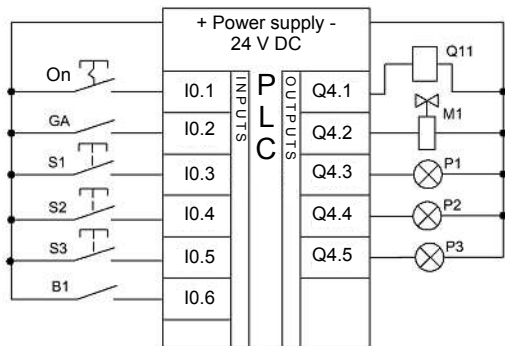 + Power supply -
24 V DC
On
I0.1
GA
I0.2
S1
I0.3
S2
I0.4
S3
I0.5
B1
I0.6
INPUTS
PLC
OUTPUTS
Q4.1
Q11
Q4.2
M1
Q4.3
P1
Q4.4
P2
Q4.5
P3